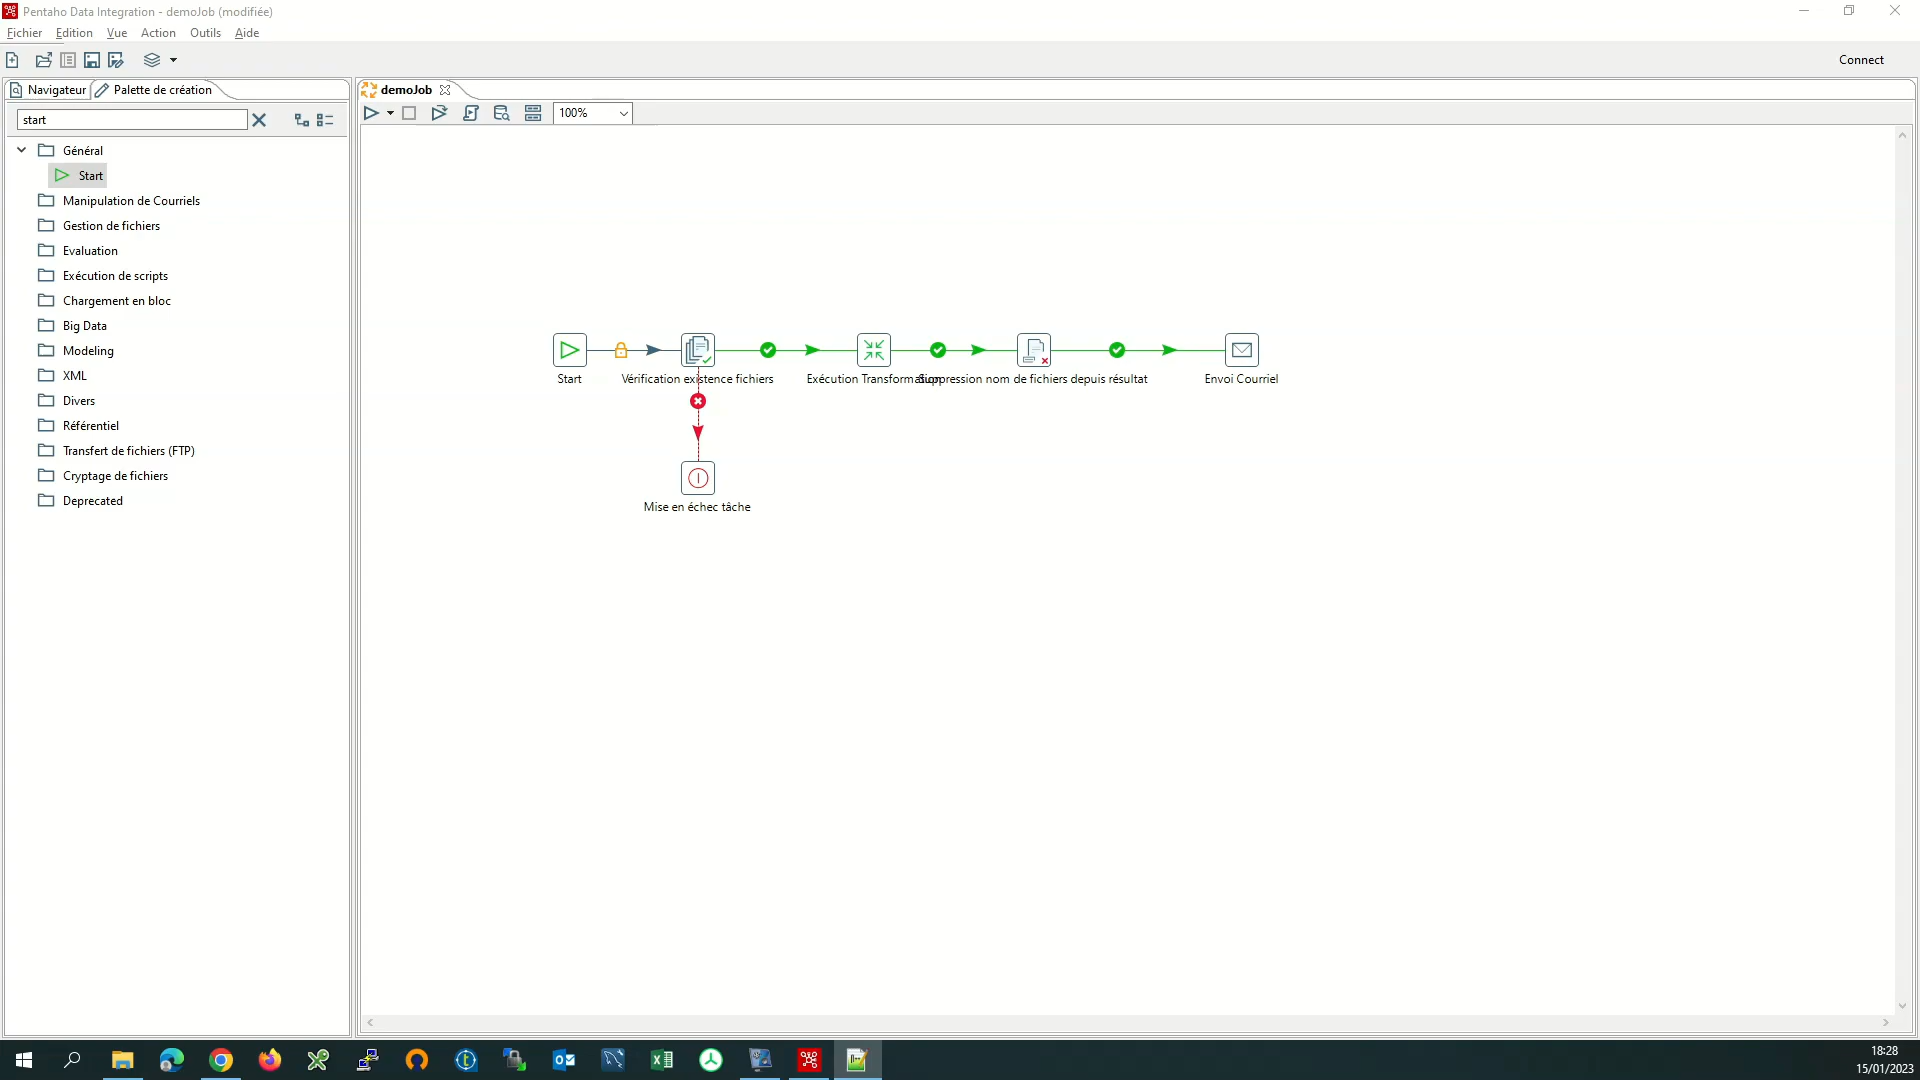 Pentaho Data Integration - demoJob (modifiée)
Fichier Edition Vue Action Outils Aide
Connect
Navigateur Palette de création
demoJob
start
100%
Général
Start
Manipulation de Courriels
Gestion de fichiers
Evaluation
Exécution de scripts
Chargement en bloc
Big Data
Modeling
XML
Divers
Référentiel
Transfert de fichiers (FTP)
Cryptage de fichiers
Deprecated
Start
Vérification existence fichiers
Exécution Transformation
Suppression nom de fichiers depuis résultat
Envoi Courriel
Mise en échec tâche
18:28
15/01/2023